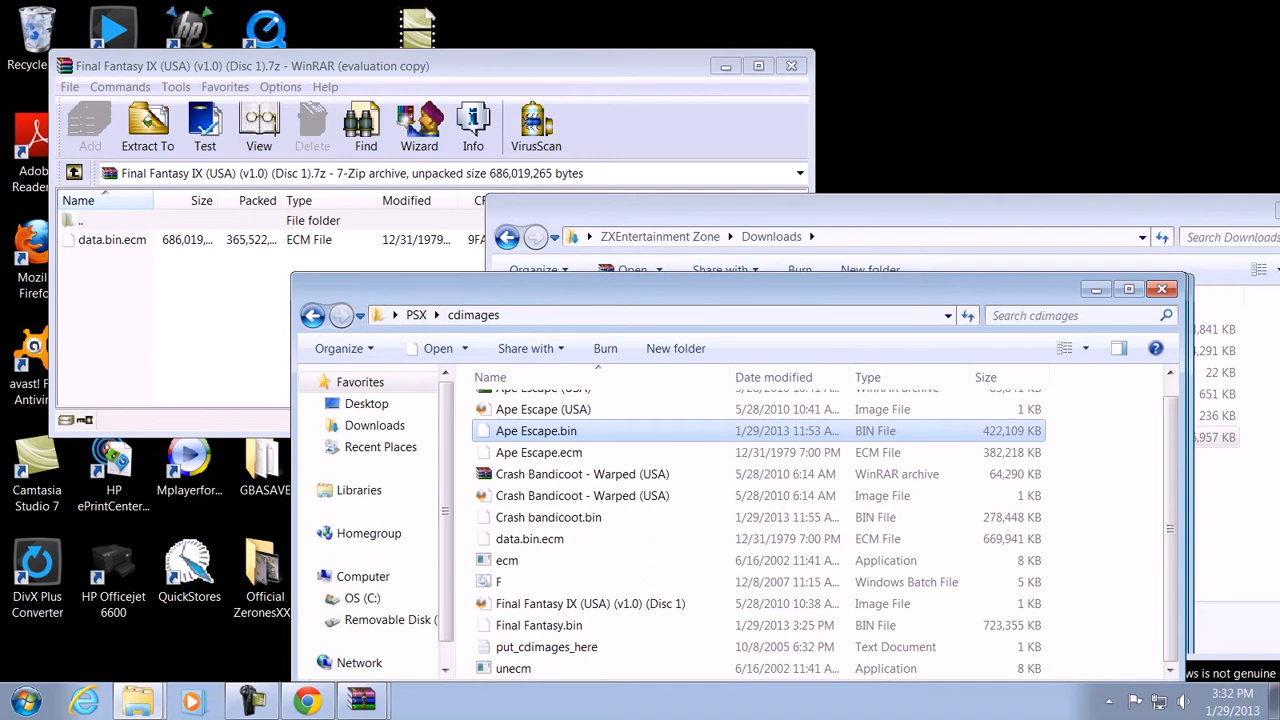 Recycle
Adob
Reader
Mozil
Firefo
avast! F
Antivir
Camtasia
Studio 7
HP
ePrintCenter...
Mplayerfor...
GBASAVE
DivX Plus
Converter
HP Officejet
6600
QuickStores
Official
ZeronesXX
Final Fantasy IX (USA) (v1.0) (Disc 1).7z - WinRAR (evaluation copy)
File Commands Tools Favorites Options Help
Add Extract To Test View Delete Find Wizard Info VirusScan
Final Fantasy IX (USA) (v1.0) (Disc 1).7z - 7-Zip archive, unpacked size 686,019,265 bytes
Name Size Packed Type Modified
.. File folder
data.bin.ecm 686,019,... 365,522,... ECM File 12/31/1979... 9FA
ZXEntertainment Zone Downloads Search Downloads
Organize Open Share with Burn New folder
,841 KB
,291 KB
22 KB
236 KB
,957 KB
PSX cdimages Search cdimages
Organize Open Share with Burn New folder
Favorites
Desktop
Downloads
Recent Places
Libraries
Homegroup
Computer
OS (C:)
Removable Disk (
Network
Name Date modified Type Size
Ape Escape (USA) 5/28/2010 10:41 A... WinRAR archive
Ape Escape (USA) 5/28/2010 10:41 A... Image File 1 KB
Ape Escape.bin 1/29/2013 11:53 A... BIN File 422,109 KB
Ape Escape.ecm 12/31/1979 7:00 PM ECM File 382,218 KB
Crash Bandicoot - Warped (USA) 5/28/2010 6:14 AM WinRAR archive 64,290 KB
Crash Bandicoot - Warped (USA) 5/28/2010 6:14 AM Image File 1 KB
Crash bandicoot.bin 1/29/2013 11:55 A... BIN File 278,448 KB
data.bin.ecm 12/31/1979 7:00 PM ECM File 669,941 KB
ecm 6/16/2002 11:41 A... Application 8 KB
F 12/8/2007 11:15 A... Windows Batch File 5 KB
Final Fantasy IX (USA) (v1.0) (Disc 1) 5/28/2010 10:38 A... Image File 1 KB
Final Fantasy.bin 1/29/2013 3:25 PM BIN File 723,355 KB
put_cdimages_here 10/8/2005 6:32 PM Text Document 1 KB
unecm 6/16/2002 11:41 A... Application 8 KB
ws is not genuine
3:32 PM
1/29/2013